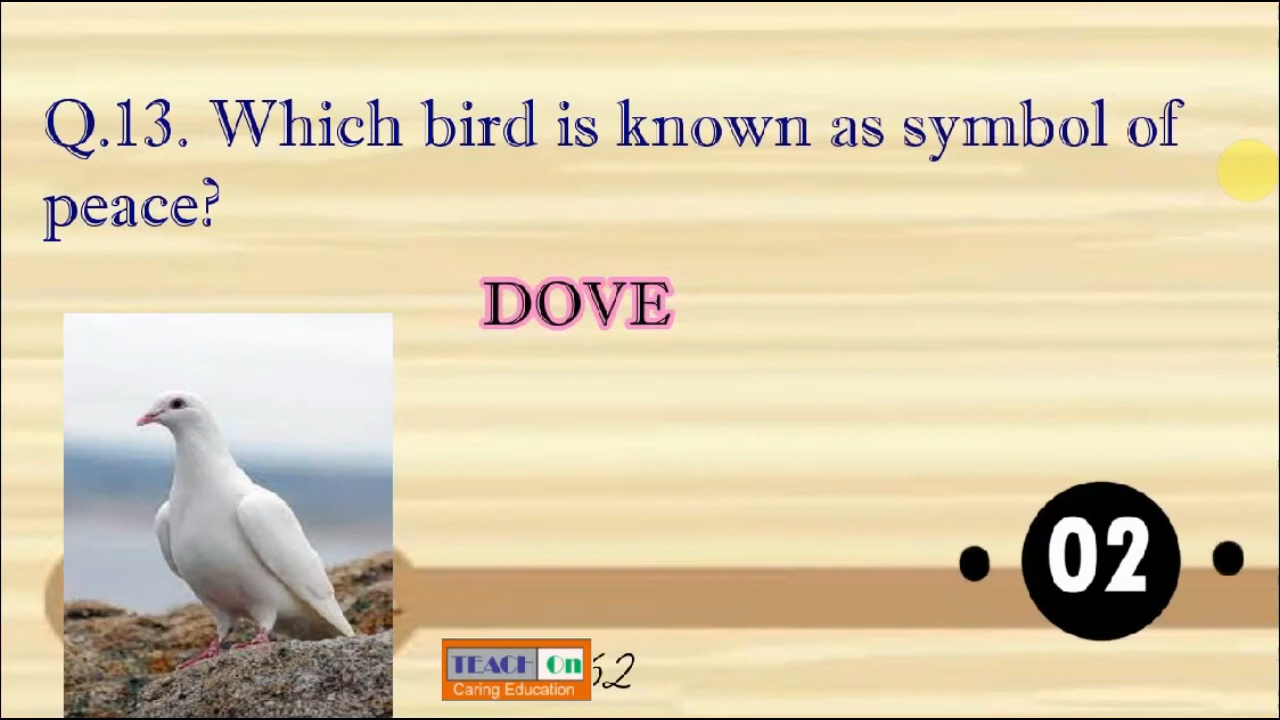 Q.13. Which bird is known as symbol of
peace?
DOVE
02
TEACH On
Caring Education